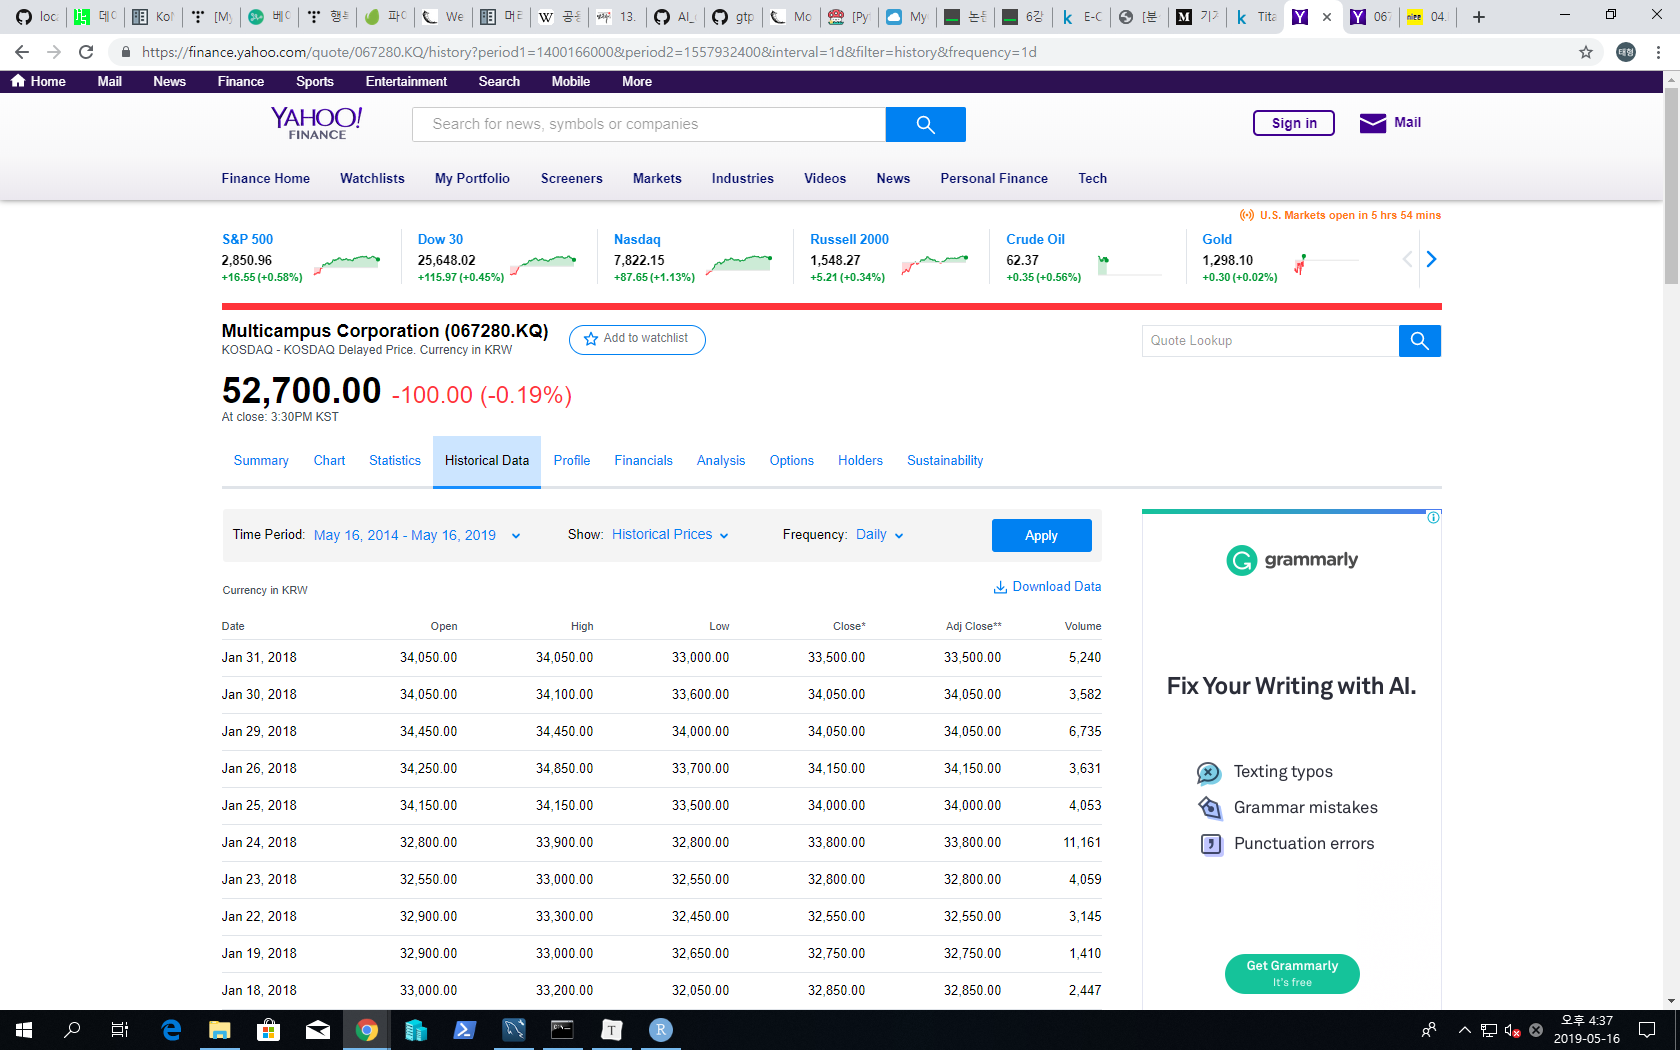 loca
데이
KoN
[My
베이
행복
파이
We
머ㄹ
공원
13.
AI_c
gtp
Mo
[Pyt
My
논문
6강
E-C
[분
기ㄱ
Tita
067
04.
https://finance.yahoo.com/quote/067280.KQ/history?period1=1400166000&period2=1557932400&interval=1d&filter=history&frequency=1d
태형
Home Mail News Finance Sports Entertainment Search Mobile More
YAHOO!
FINANCE
Search for news, symbols or companies
Sign in
Mail
Finance Home Watchlists My Portfolio Screeners Markets Industries Videos News Personal Finance Tech
U.S. Markets open in 5 hrs 54 mins
S&P 500 Dow 30 Nasdaq Russell 2000 Crude Oil Gold
2,850.96 25,648.02 7,822.15 1,548.27 62.37 1,298.10
+16.55 (+0.58%) +115.97 (+0.45%) +87.65 (+1.13%) +5.21 (+0.34%) +0.35 (+0.56%) +0.30 (+0.02%)
Multicampus Corporation (067280.KQ)
KOSDAQ - KOSDAQ Delayed Price. Currency in KRW
Add to watchlist
Quote Lookup
52,700.00 -100.00 (-0.19%)
At close: 3:30PM KST
Summary Chart Statistics Historical Data Profile Financials Analysis Options Holders Sustainability
Time Period: May 16, 2014 - May 16, 2019 Show: Historical Prices Frequency: Daily Apply
Currency in KRW Download Data
Date Open High Low Close* Adj Close** Volume
Jan 31, 2018 34,050.00 34,050.00 33,000.00 33,500.00 33,500.00 5,240
Jan 30, 2018 34,050.00 34,100.00 33,600.00 34,050.00 34,050.00 3,582
Jan 29, 2018 34,450.00 34,450.00 34,000.00 34,050.00 34,050.00 6,735
Jan 26, 2018 34,250.00 34,850.00 33,700.00 34,150.00 34,150.00 3,631
Jan 25, 2018 34,150.00 34,150.00 33,500.00 34,000.00 34,000.00 4,053
Jan 24, 2018 32,800.00 33,900.00 32,800.00 33,800.00 33,800.00 11,161
Jan 23, 2018 32,550.00 33,000.00 32,550.00 32,800.00 32,800.00 4,059
Jan 22, 2018 32,900.00 33,300.00 32,450.00 32,550.00 32,550.00 3,145
Jan 19, 2018 32,900.00 33,000.00 32,650.00 32,750.00 32,750.00 1,410
Jan 18, 2018 33,000.00 33,200.00 32,050.00 32,850.00 32,850.00 2,447
grammarly
Fix Your Writing with AI.
Texting typos
Grammar mistakes
Punctuation errors
Get Grammarly
It's free
오후 4:37
2019-05-16